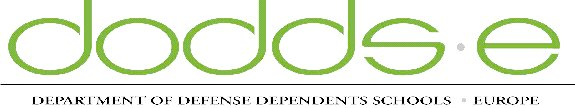 dodds·e
DEPARTMENT OF DEFENSE DEPENDENTS SCHOOLS · EUROPE